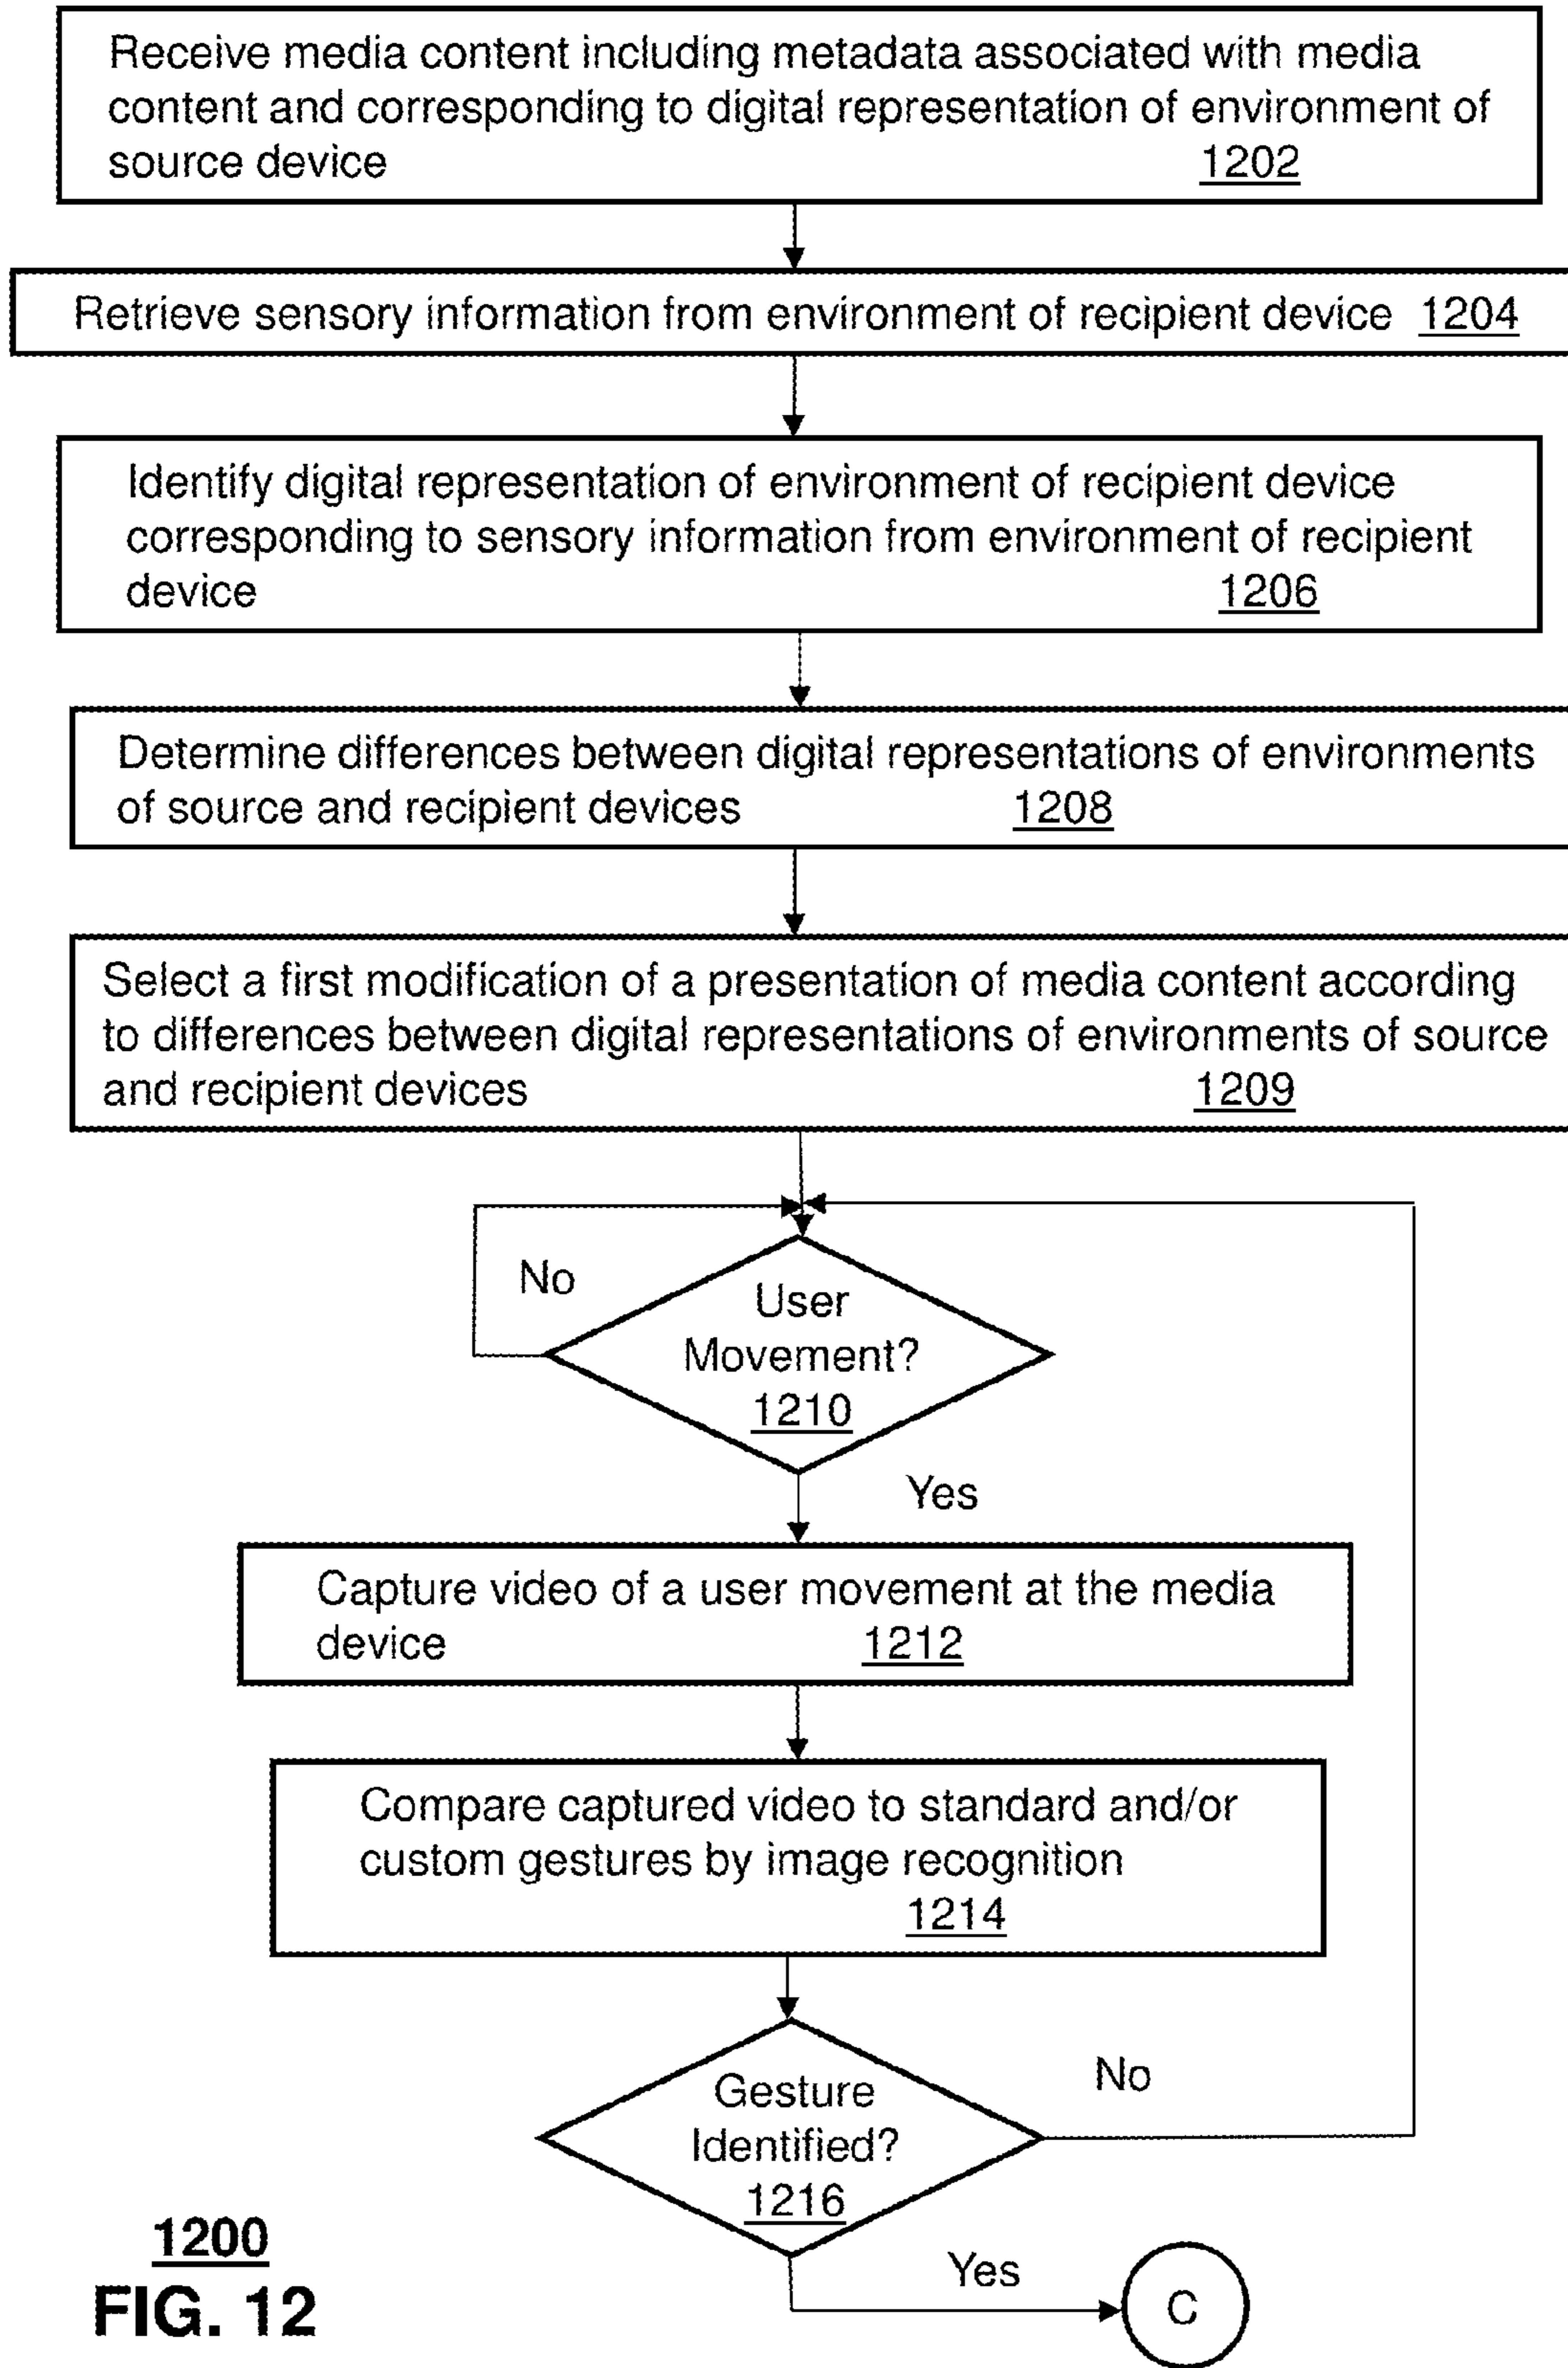 Receive media content including metadata associated with media
content and corresponding to digital representation of environment of
source device 1202
Retrieve sensory information from environment of recipient device 1204
Identify digital representation of environment of recipient device
corresponding to sensory information from environment of recipient
device 1206
Determine differences between digital representations of environments
of source and recipient devices 1208
Select a first modification of a presentation of media content according
to differences between digital representations of environments of source
and recipient devices 1209
No
User
Movement?
1210
Yes
Capture video of a user movement at the media
device 1212
Compare captured video to standard and/or
custom gestures by image recognition
1214
No
Gesture
Identified?
1216
Yes
C
1200
FIG. 12